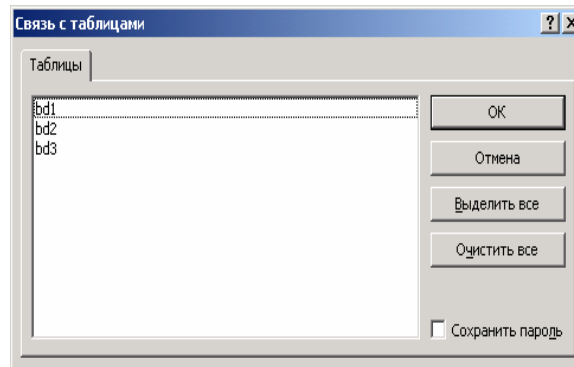 Связь с таблицами
Таблицы
bd1
bd2
bd3
OK
Отмена
Выделить все
Очистить все
Сохранить пароль